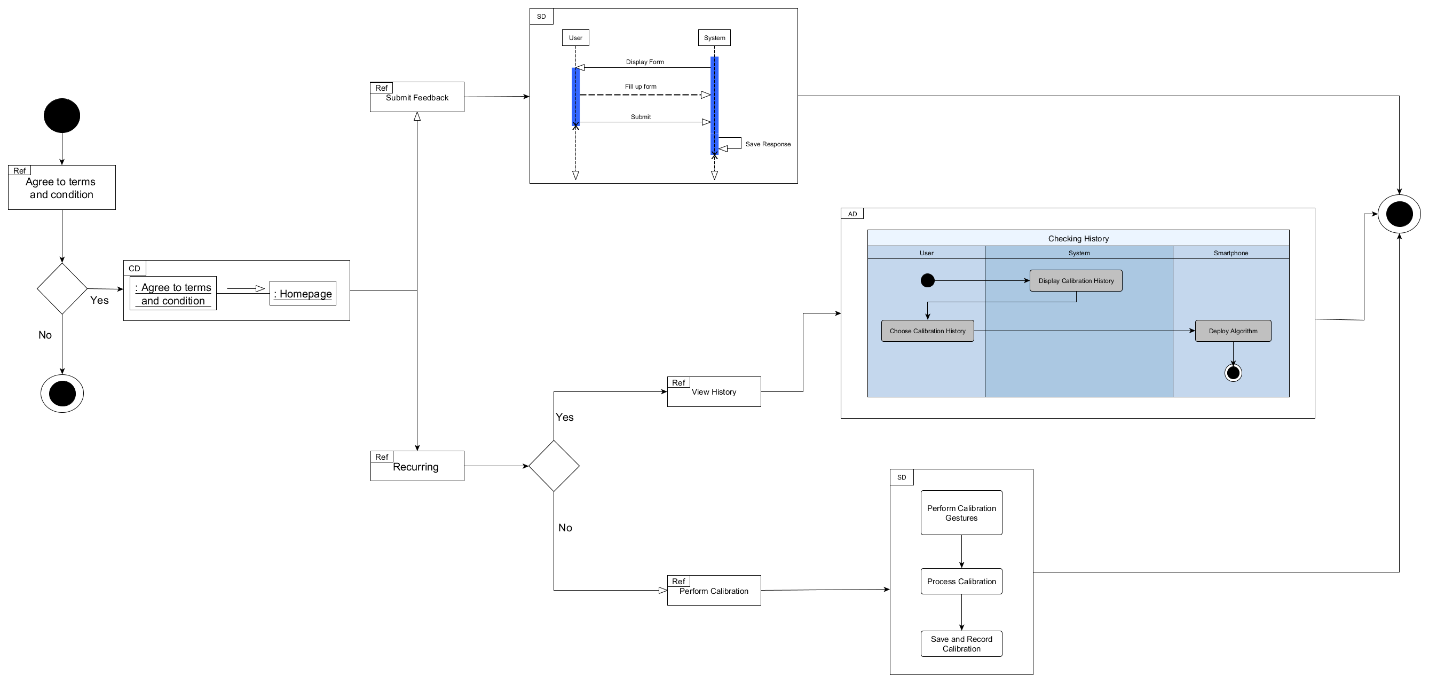 SD
User
System
Display Form
Fill up form
Submit
Save Response
Ref
Submit Feedback
Ref
Agree to terms
and condition
Yes
No
CD
: Agree to terms
and condition
: Homepage
AD
Checking History
User
System
Smartphone
Display Calibration History
Choose Calibration History
Deploy Algorithm
Ref
View History
Yes
Ref
Recurring
No
Ref
Perform Calibration
SD
Perform Calibration
Gestures
Process Calibration
Save and Record
Calibration